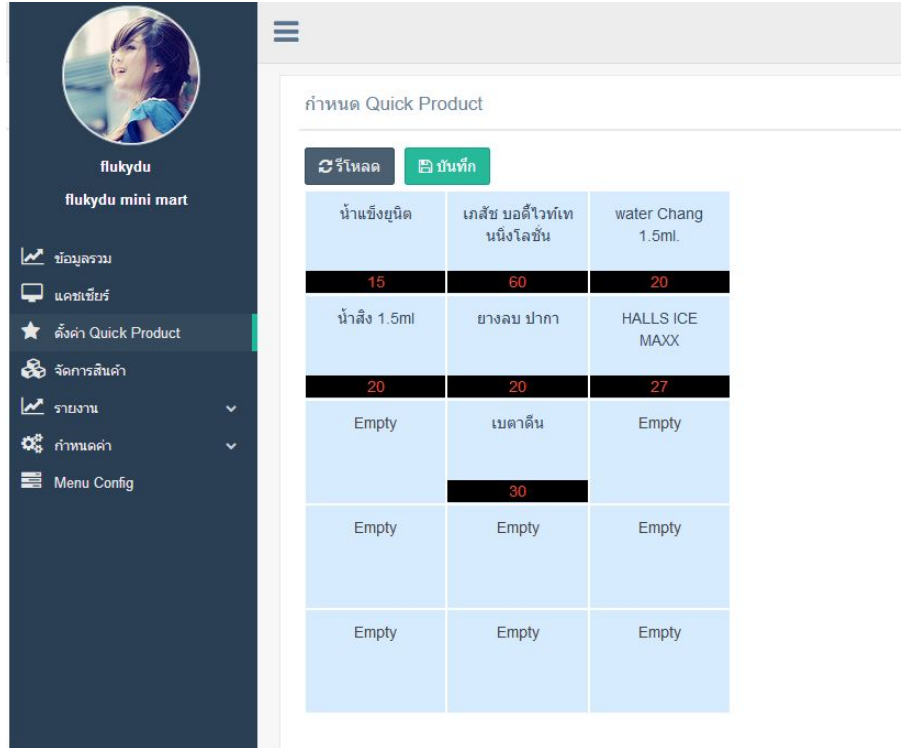 flukydu
flukydu mini mart
ข้อมูลรวม
แคชเชียร์
ตั้งค่า Quick Product
จัดการสินค้า
รายงาน
กำหนดค่า
Menu Config
กำหนด Quick Product
รีโหลด บันทึก
น้ำแข็งยูนิต
เภสัช บอดี้ไวท์เท
นนิ่งโลชั่น
water Chang
1.5ml.
15 60 20
น้ำสิง 1.5ml
ยางลบ ปากา
HALLS ICE
MAXX
20 20 27
Empty
เบตาดีน
Empty
30
Empty Empty Empty
Empty Empty Empty